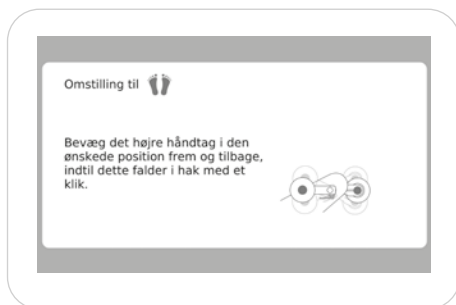 Omstilling til
Bevæg det højre håndtag i den
ønskede position frem og tilbage,
indtil dette falder i hak med et
klik.